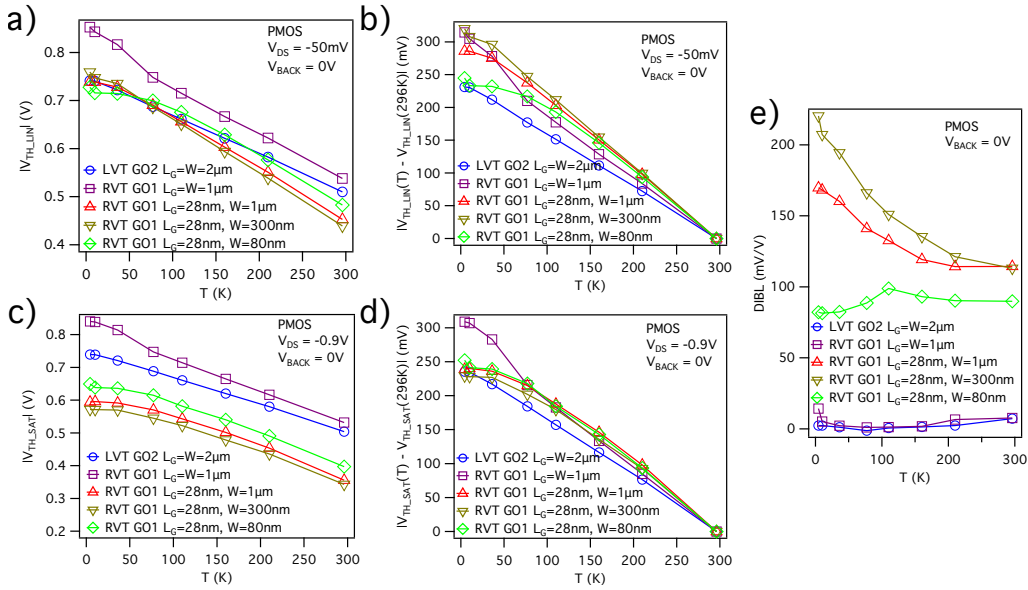 a)
0.8
0.7
0.6
0.5
0.4
|V_TH_LIN| (V)
PMOS
V_DS = -50mV
V_BACK = 0V
LVT GO2 L_G=W=2µm
RVT GO1 L_G=W=1µm
RVT GO1 L_G=28nm, W=1µm
RVT GO1 L_G=28nm, W=300nm
RVT GO1 L_G=28nm, W=80nm
0 50 100 150 200 250 300
T (K)
b)
300
250
200
150
100
50
0
|V_TH_LIN(T) - V_TH_LIN(296K)| (mV)
PMOS
V_DS = -50mV
V_BACK = 0V
LVT GO2 L_G=W=2µm
RVT GO1 L_G=W=1µm
RVT GO1 L_G=28nm, W=1µm
RVT GO1 L_G=28nm, W=300nm
RVT GO1 L_G=28nm, W=80nm
0 50 100 150 200 250 300
T (K)
c)
0.8
0.7
0.6
0.5
0.4
0.3
0.2
|V_TH_SAT| (V)
PMOS
V_DS = -0.9V
V_BACK = 0V
LVT GO2 L_G=W=2µm
RVT GO1 L_G=W=1µm
RVT GO1 L_G=28nm, W=1µm
RVT GO1 L_G=28nm, W=300nm
RVT GO1 L_G=28nm, W=80nm
0 50 100 150 200 250 300
T (K)
d)
300
250
200
150
100
50
0
|V_TH_SAT(T) - V_TH_SAT(296K)| (mV)
PMOS
V_DS = -0.9V
V_BACK = 0V
LVT GO2 L_G=W=2µm
RVT GO1 L_G=W=1µm
RVT GO1 L_G=28nm, W=1µm
RVT GO1 L_G=28nm, W=300nm
RVT GO1 L_G=28nm, W=80nm
0 50 100 150 200 250 300
T (K)
e)
200
150
100
50
0
DIBL (mV/V)
PMOS
V_BACK = 0V
LVT GO2 L_G=W=2µm
RVT GO1 L_G=W=1µm
RVT GO1 L_G=28nm, W=1µm
RVT GO1 L_G=28nm, W=300nm
RVT GO1 L_G=28nm, W=80nm
0 100 200 300
T (K)